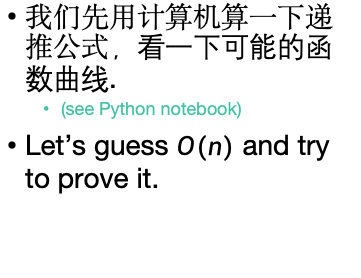 • 我们先用计算机算一下递
推公式，看一下可能的函
数曲线.
• (see Python notebook)
• Let’s guess O(n) and try
to prove it.